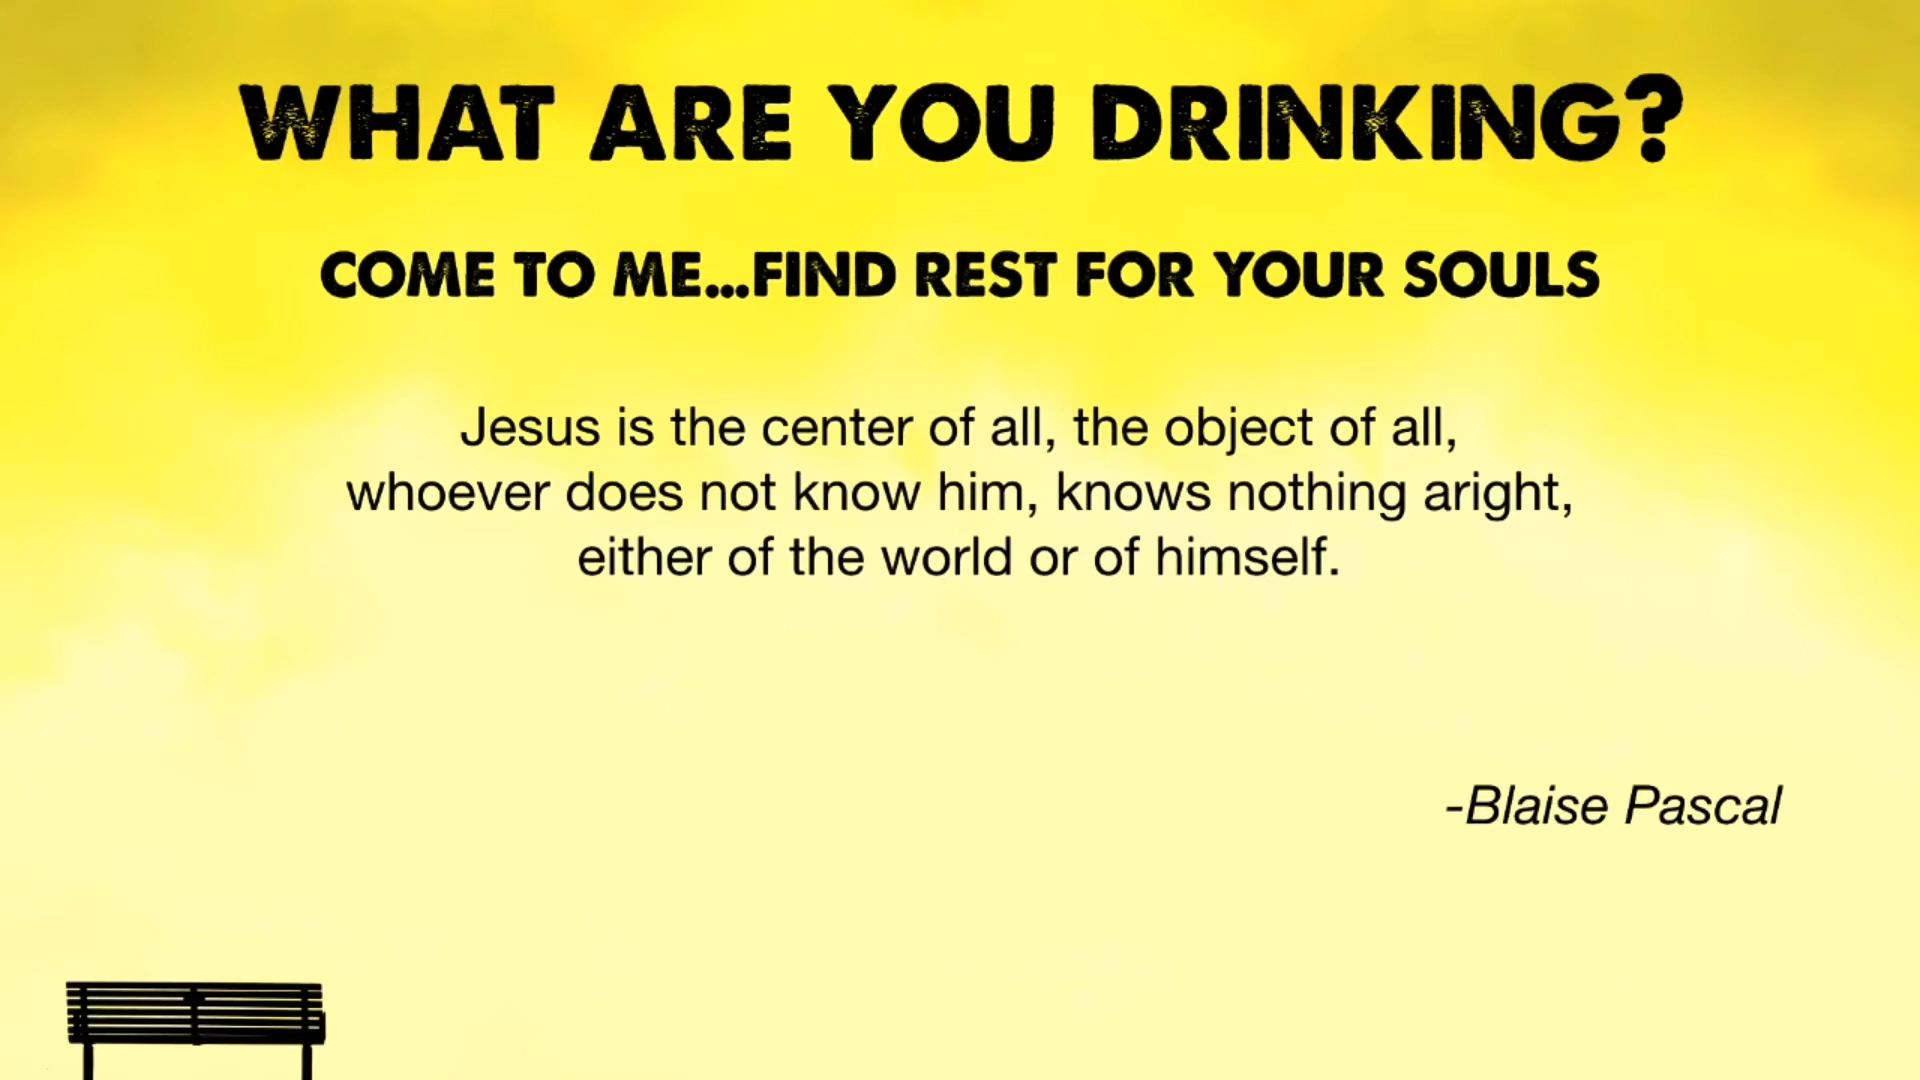 WHAT ARE YOU DRINKING?
COME TO ME...FIND REST FOR YOUR SOULS
Jesus is the center of all, the object of all,
whoever does not know him, knows nothing aright,
either of the world or of himself.
-Blaise Pascal